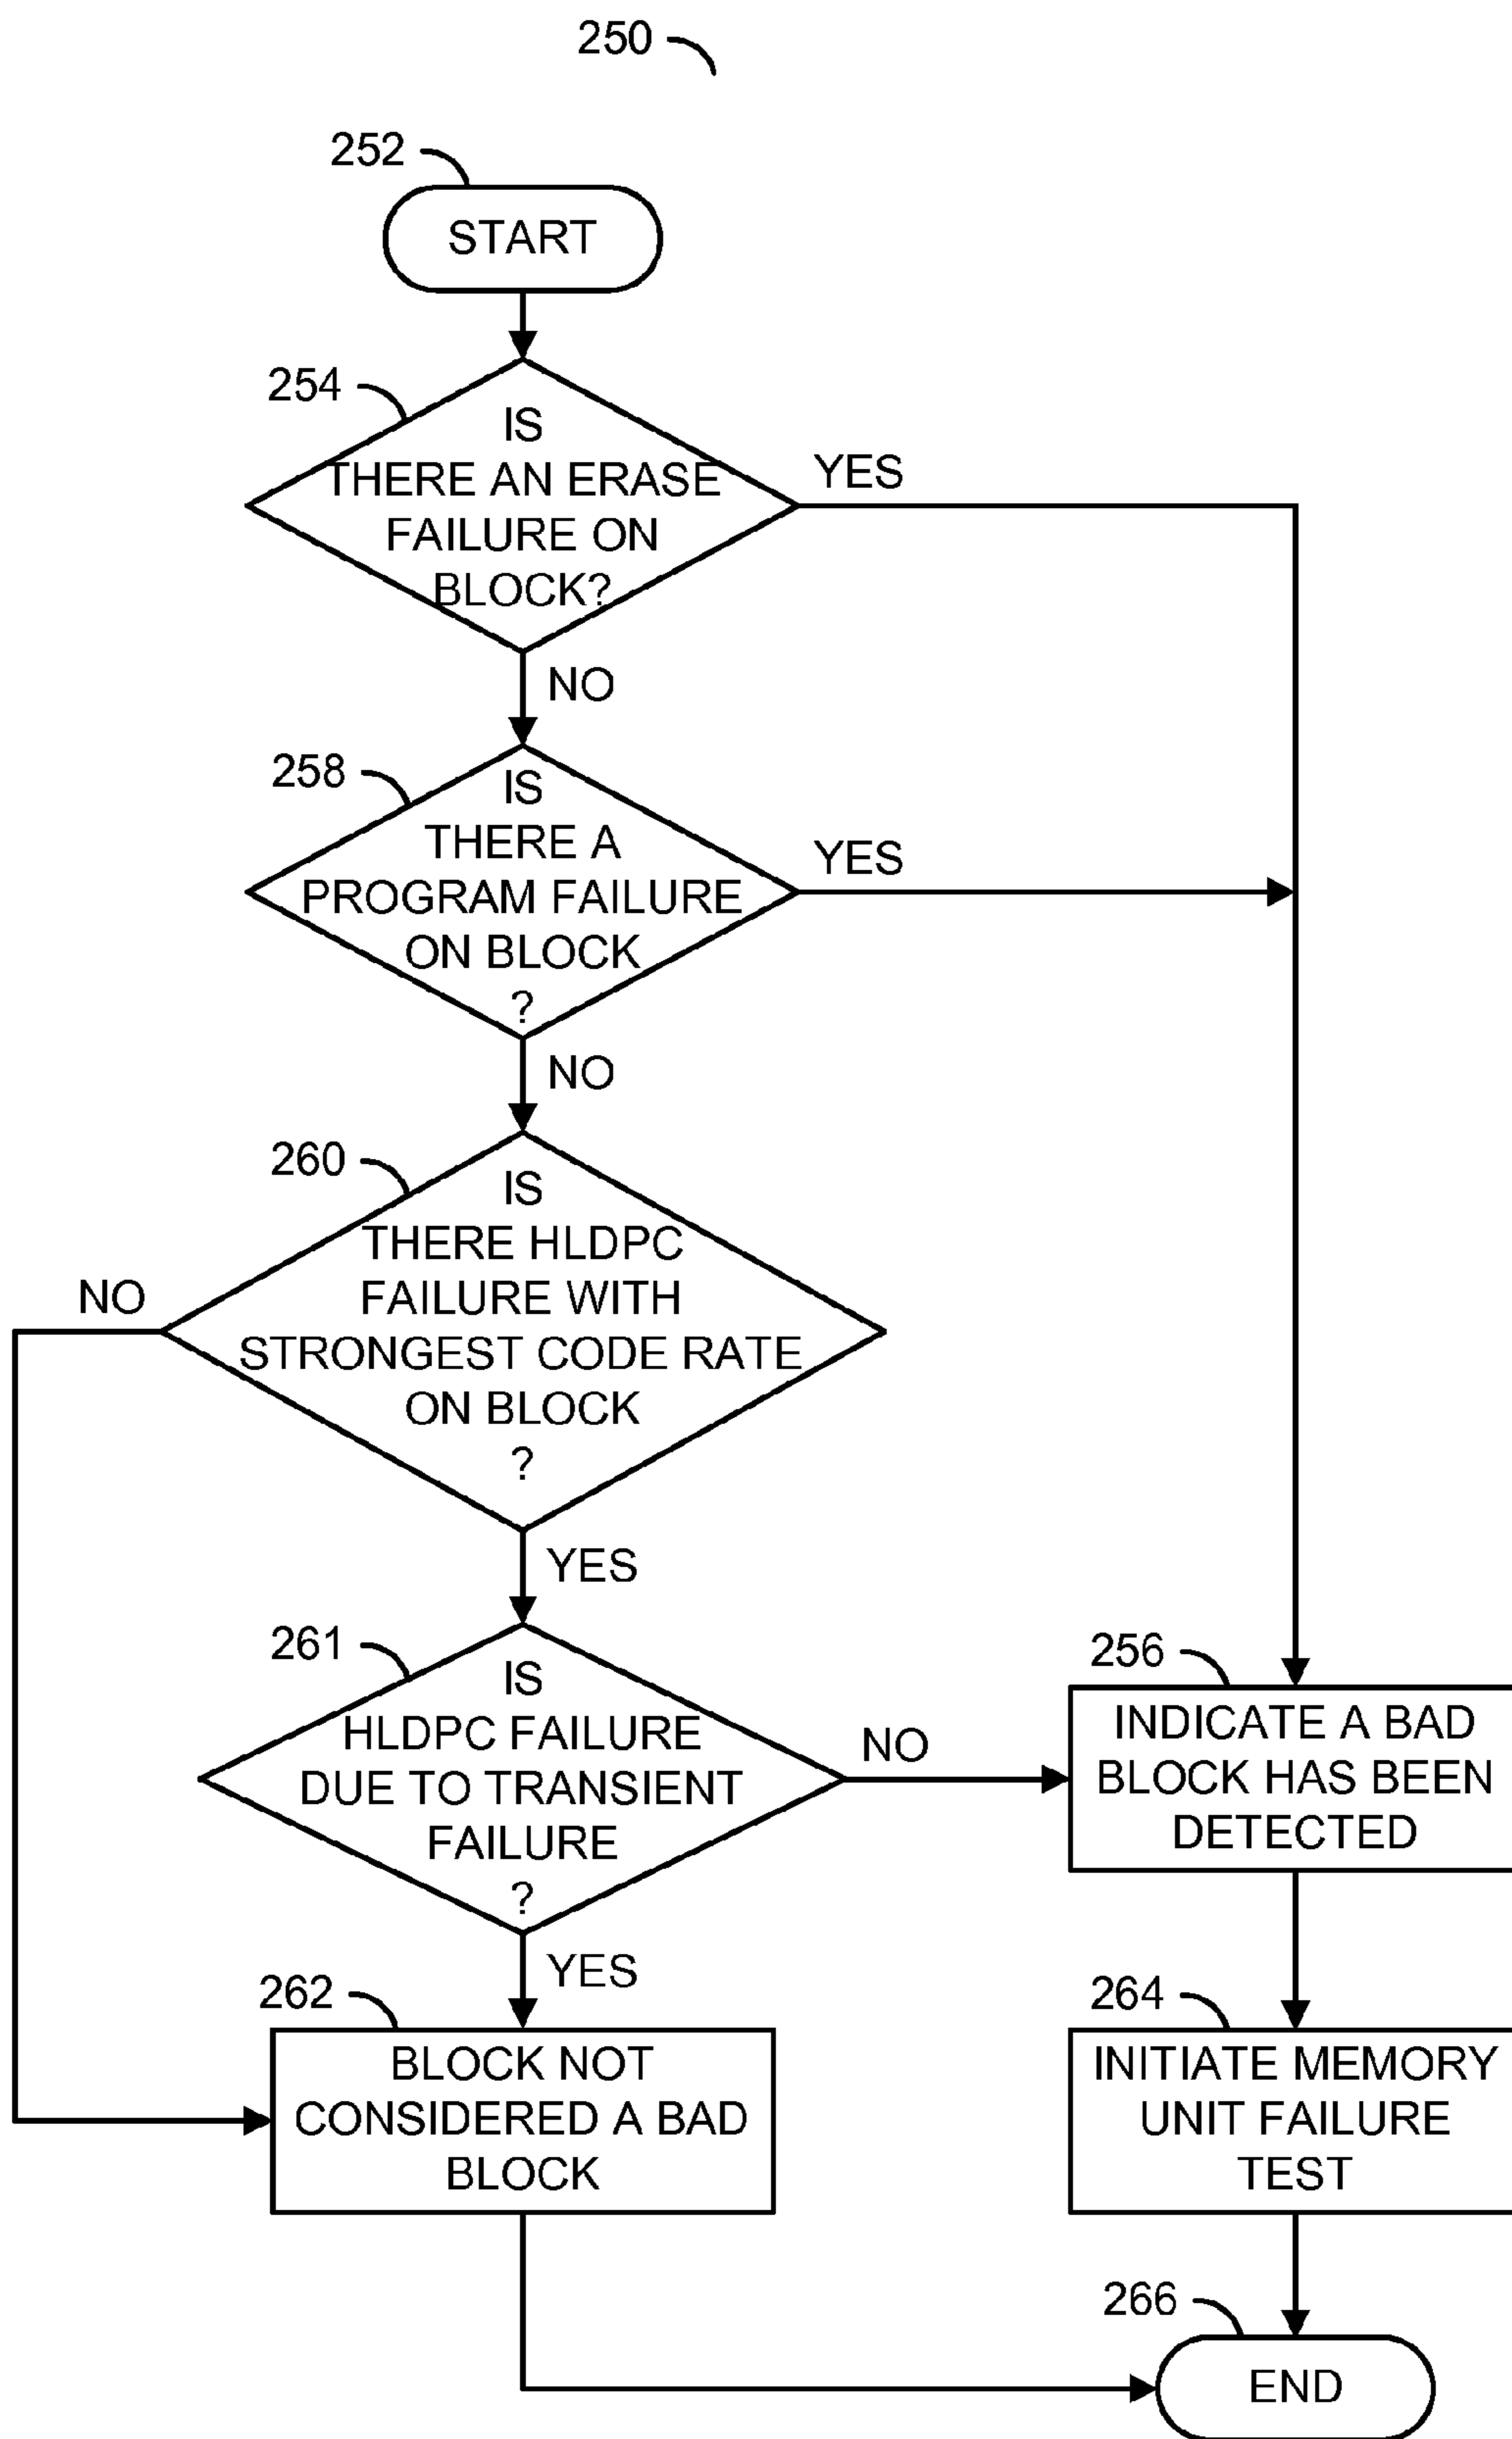 250
252
START
254
IS
THERE AN ERASE
FAILURE ON
BLOCK?
YES
NO
258
IS
THERE A
PROGRAM FAILURE
ON BLOCK
?
YES
NO
260
IS
THERE HLDPC
FAILURE WITH
STRONGEST CODE RATE
ON BLOCK
?
NO
YES
261
IS
HLDPC FAILURE
DUE TO TRANSIENT
FAILURE
?
NO
YES
256
INDICATE A BAD
BLOCK HAS BEEN
DETECTED
262
BLOCK NOT
CONSIDERED A BAD
BLOCK
264
INITIATE MEMORY
UNIT FAILURE
TEST
266
END